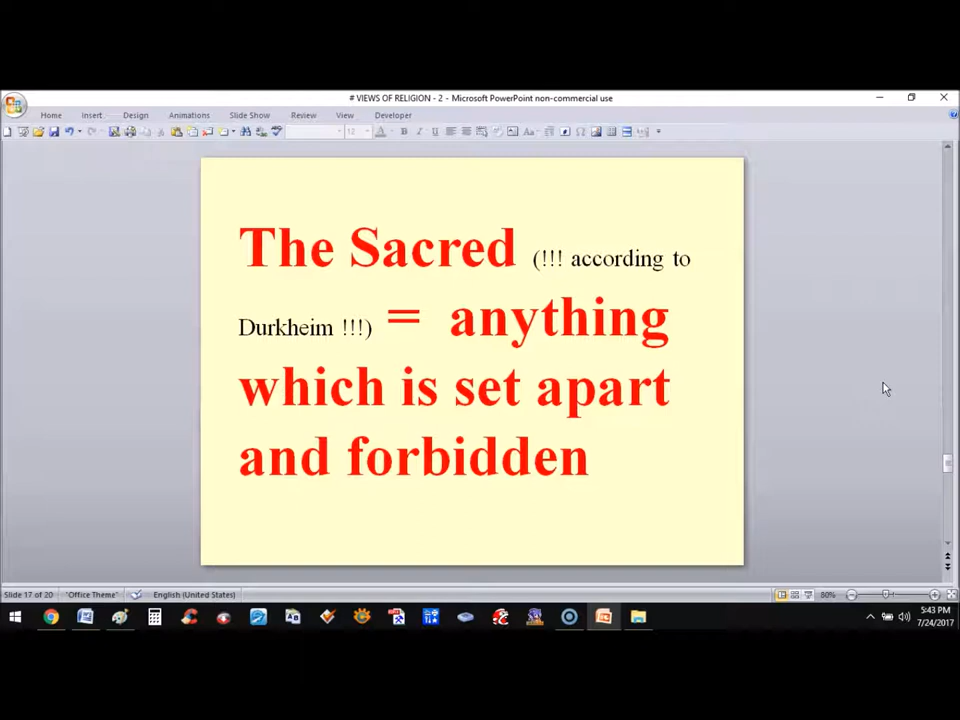 # VIEWS OF RELIGION - 2 - Microsoft PowerPoint non-commercial use
Home Insert Design Animations Slide Show Review View Developer
12
The Sacred (!!! according to
Durkheim !!!) = anything
which is set apart
and forbidden
Slide 17 of 20 "Office Theme" English (United States) 80%
5:43 PM
7/24/2017